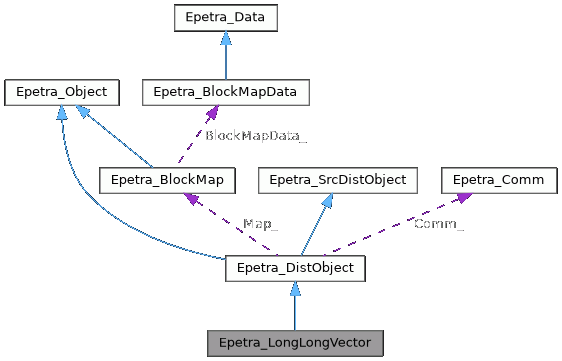 Epetra_Data
Epetra_Object
Epetra_BlockMapData
BlockMapData_
Epetra_BlockMap
Epetra_SrcDistObject
Epetra_Comm
Map_
Comm_
Epetra_DistObject
Epetra_LongLongVector